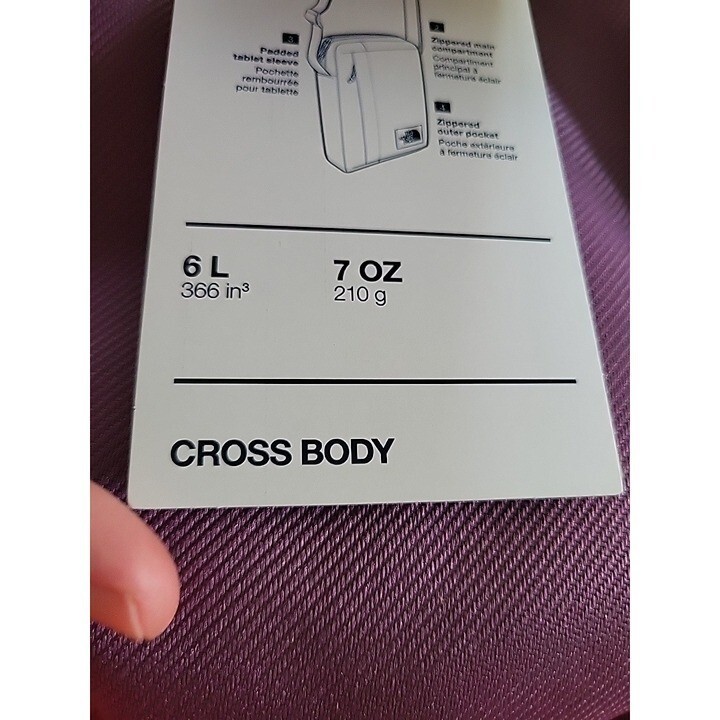 3
Padded
tablet sleeve
Pochette
rembourrée
pour tablette
2
Zippered main
compartment
Compartiment
principal à
fermeture éclair
4
Zippered
outer pocket
Poche extérieure
à fermeture éclair
6 L
366 in³
7 OZ
210 g
CROSS BODY